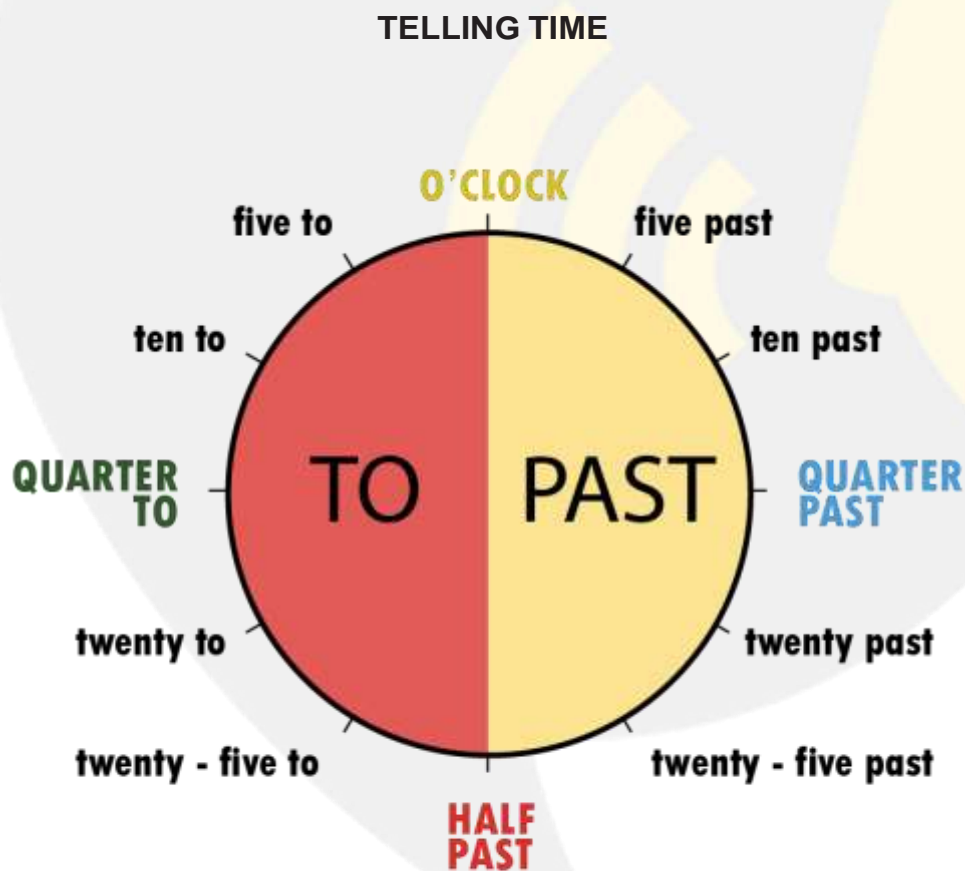 TELLING TIME
O'CLOCK
five to
five past
ten to
ten past
QUARTER
TO
TO
PAST
QUARTER
PAST
twenty to
twenty past
twenty - five to
twenty - five past
HALF
PAST